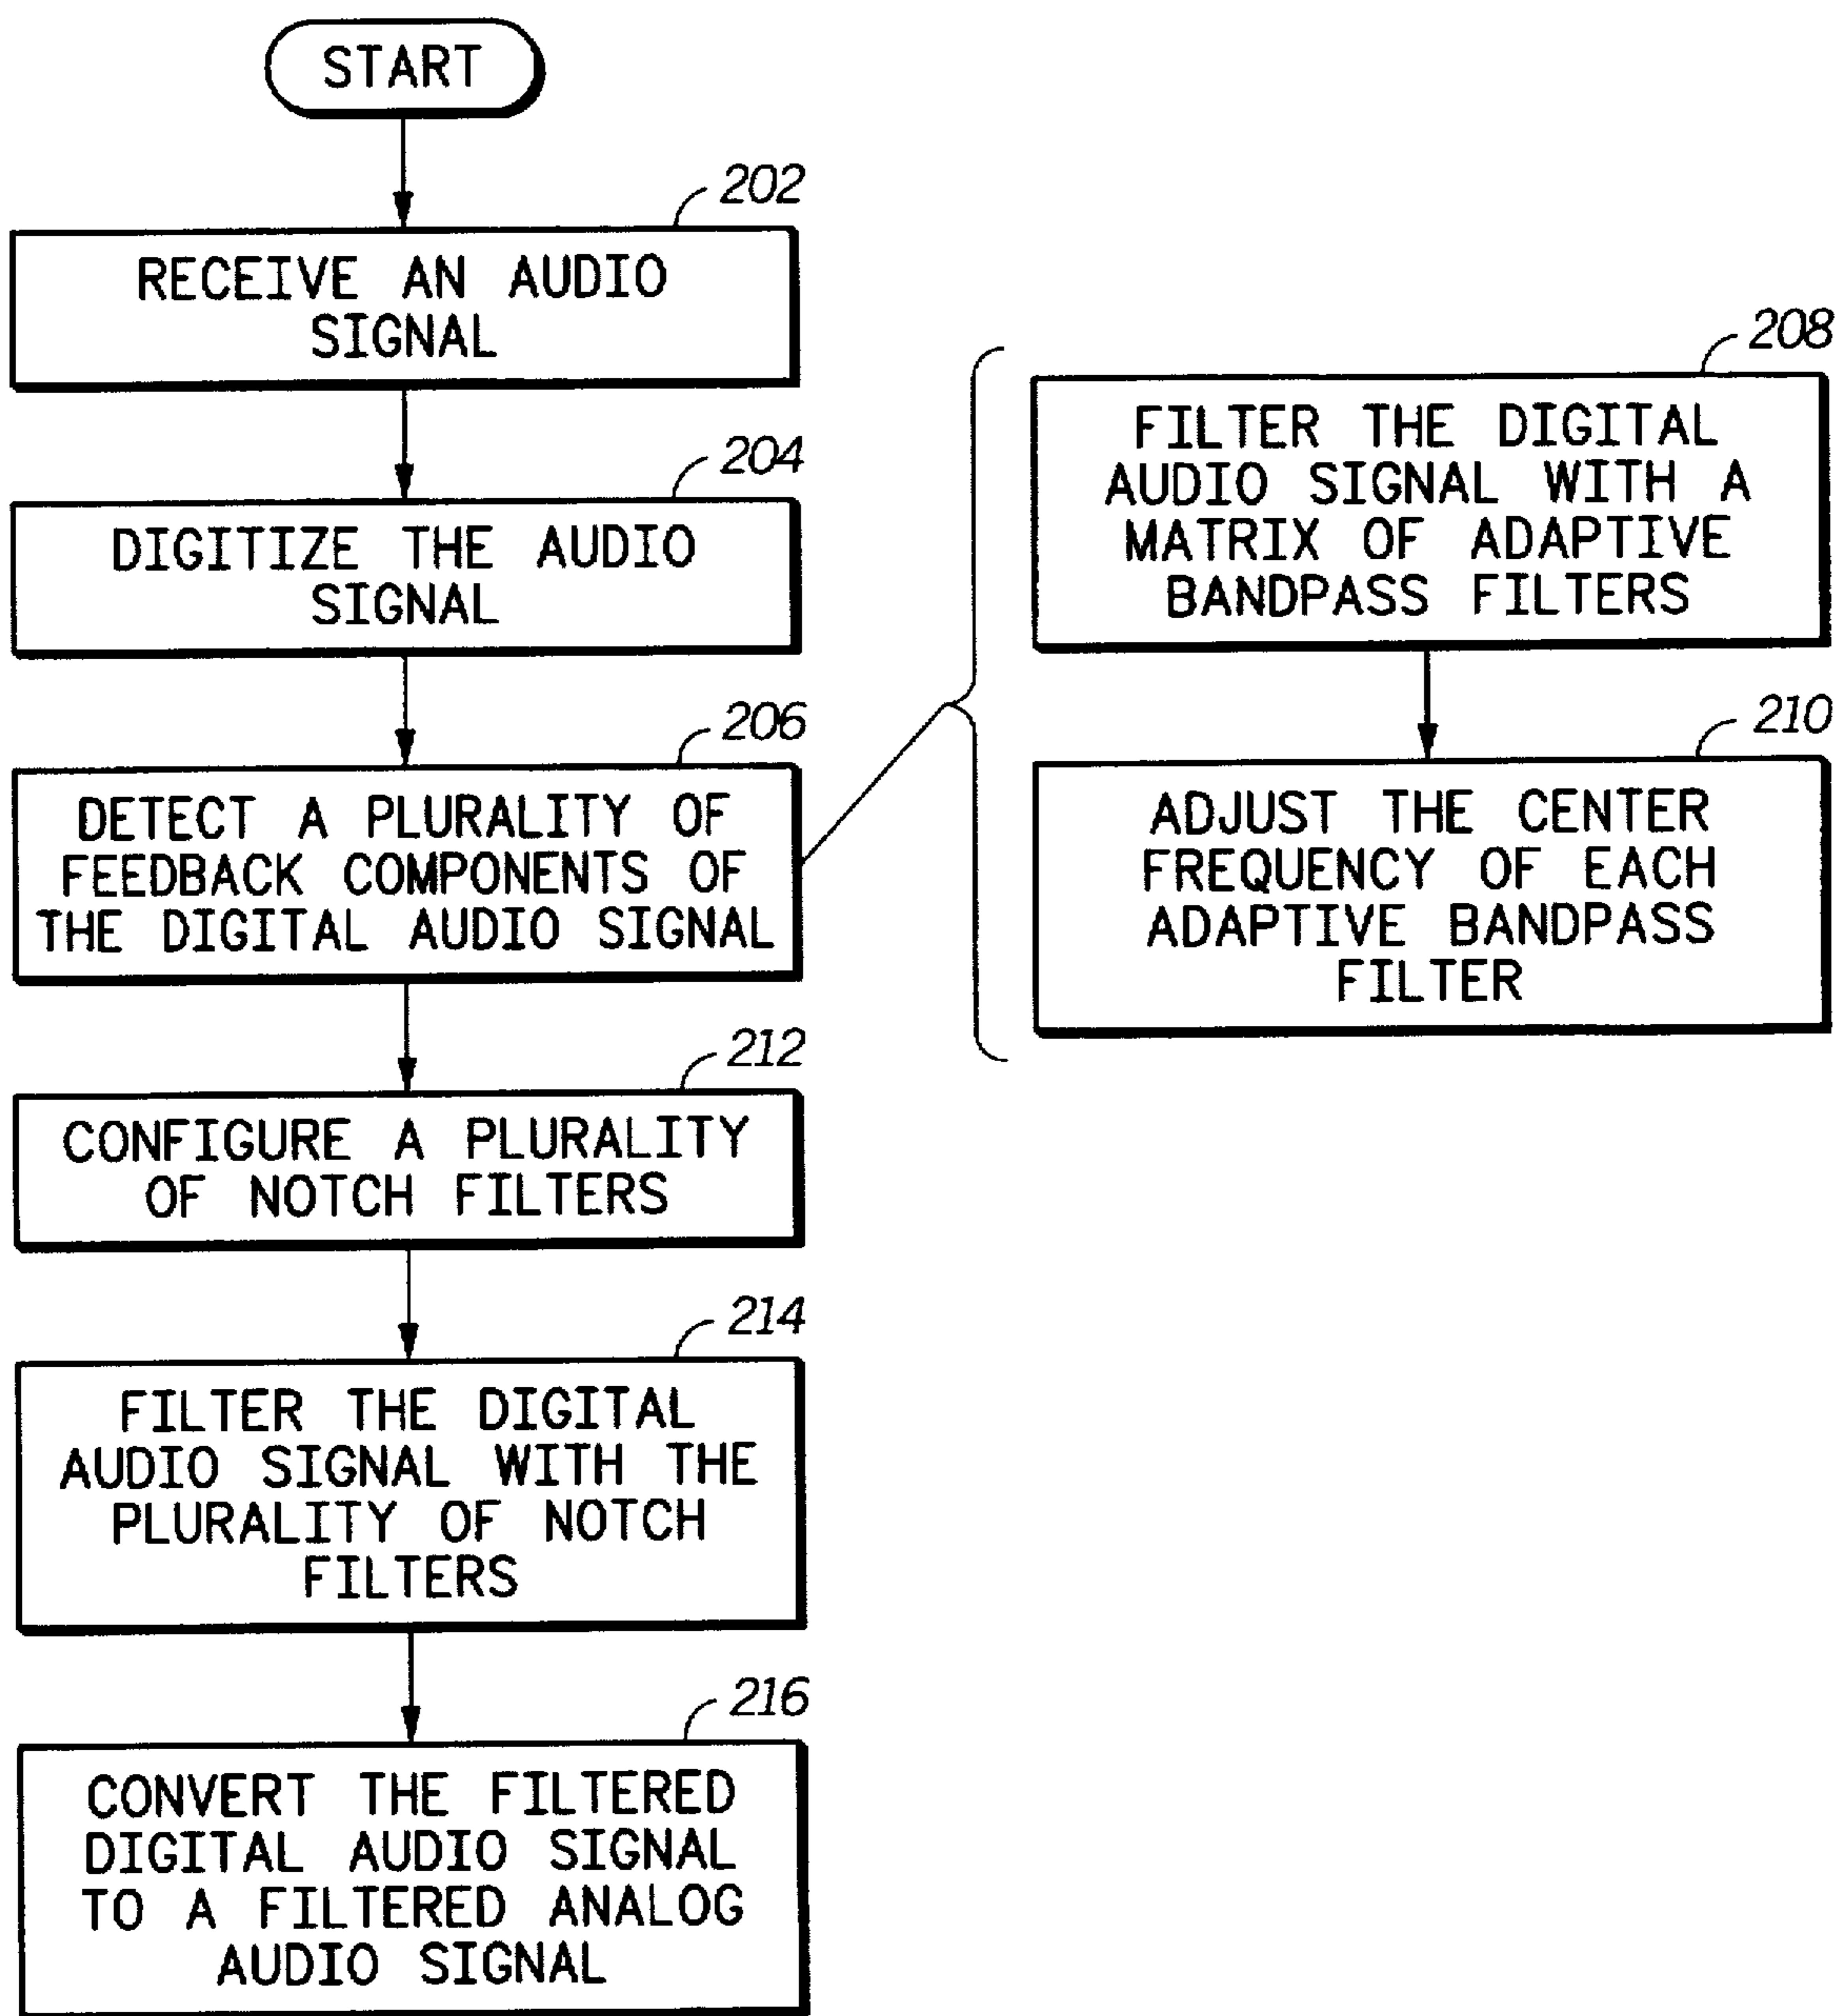 START
202
RECEIVE AN AUDIO
SIGNAL
204
DIGITIZE THE AUDIO
SIGNAL
206
DETECT A PLURALITY OF
FEEDBACK COMPONENTS OF
THE DIGITAL AUDIO SIGNAL
208
FILTER THE DIGITAL
AUDIO SIGNAL WITH A
MATRIX OF ADAPTIVE
BANDPASS FILTERS
210
ADJUST THE CENTER
FREQUENCY OF EACH
ADAPTIVE BANDPASS
FILTER
212
CONFIGURE A PLURALITY
OF NOTCH FILTERS
214
FILTER THE DIGITAL
AUDIO SIGNAL WITH THE
PLURALITY OF NOTCH
FILTERS
216
CONVERT THE FILTERED
DIGITAL AUDIO SIGNAL
TO A FILTERED ANALOG
AUDIO SIGNAL